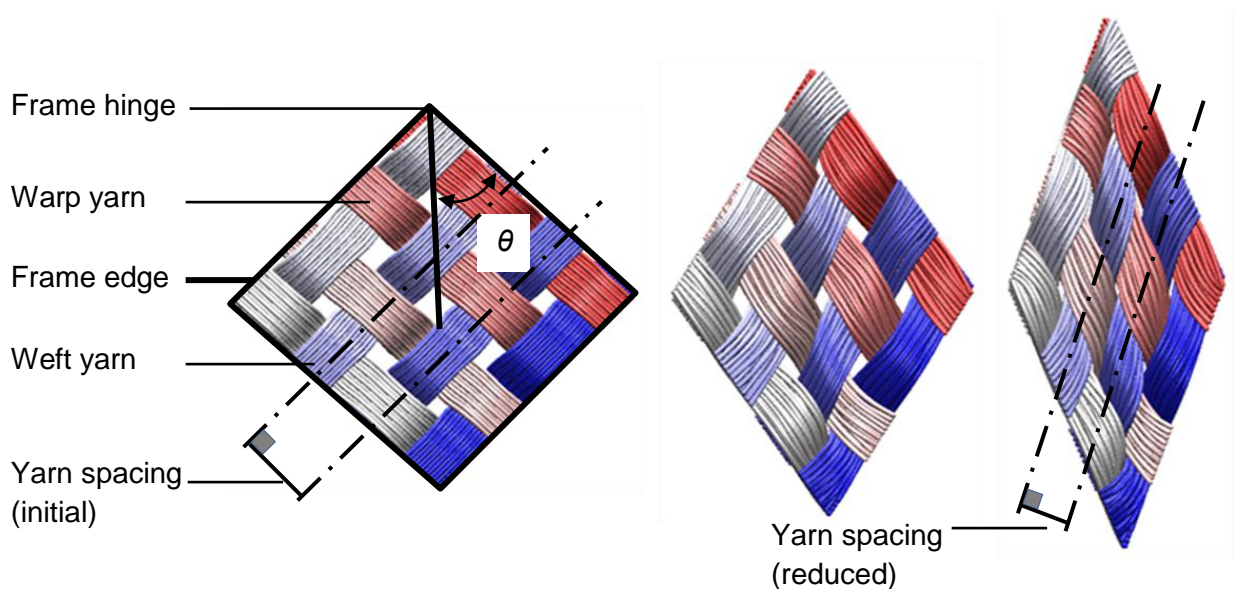 Frame hinge
Warp yarn
Frame edge
Weft yarn
Yarn spacing
(initial)
θ
Yarn spacing
(reduced)